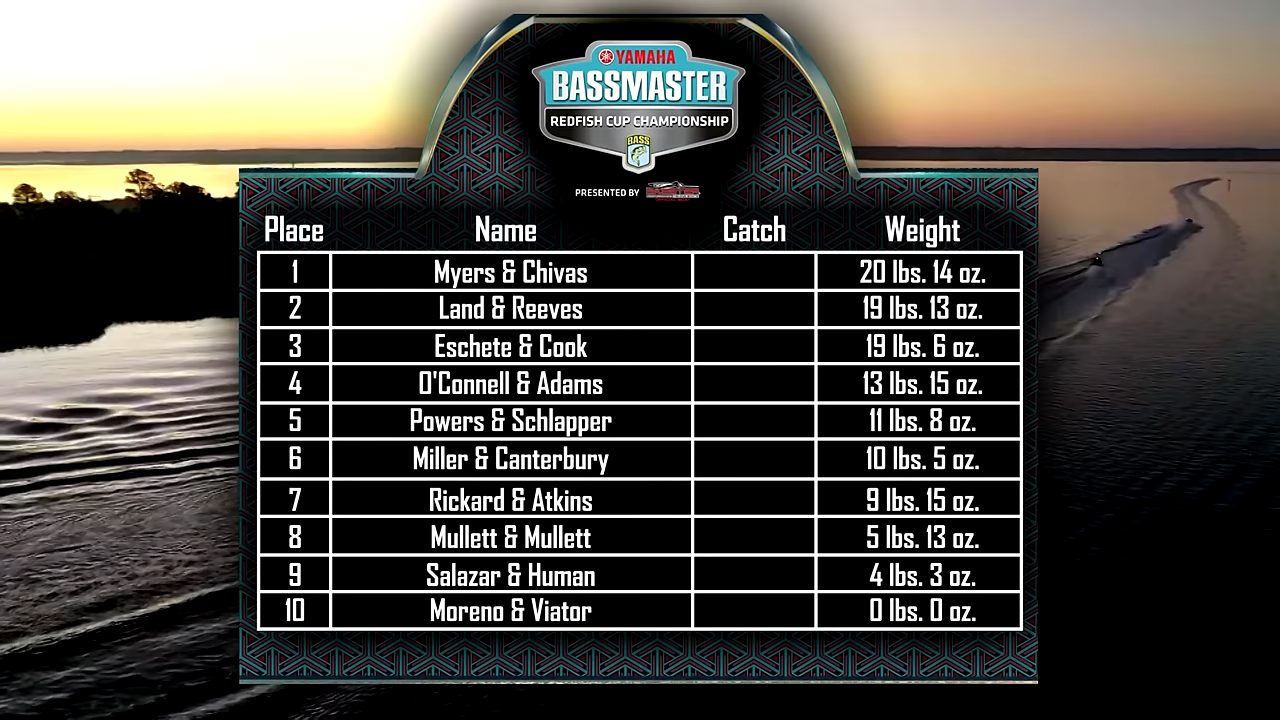 YAMAHA
BASSMASTER
REDFISH CUP CHAMPIONSHIP
BASS
PRESENTED BY
Place Name Catch Weight
1 Myers & Chivas 20 lbs. 14 oz.
2 Land & Reeves 19 lbs. 13 oz.
3 Eschete & Cook 19 lbs. 6 oz.
4 O'Connell & Adams 13 lbs. 15 oz.
5 Powers & Schlapper 11 lbs. 8 oz.
6 Miller & Canterbury 10 lbs. 5 oz.
7 Rickard & Atkins 9 lbs. 15 oz.
8 Mullett & Mullett 5 lbs. 13 oz.
9 Salazar & Human 4 lbs. 3 oz.
10 Moreno & Viator 0 lbs. 0 oz.